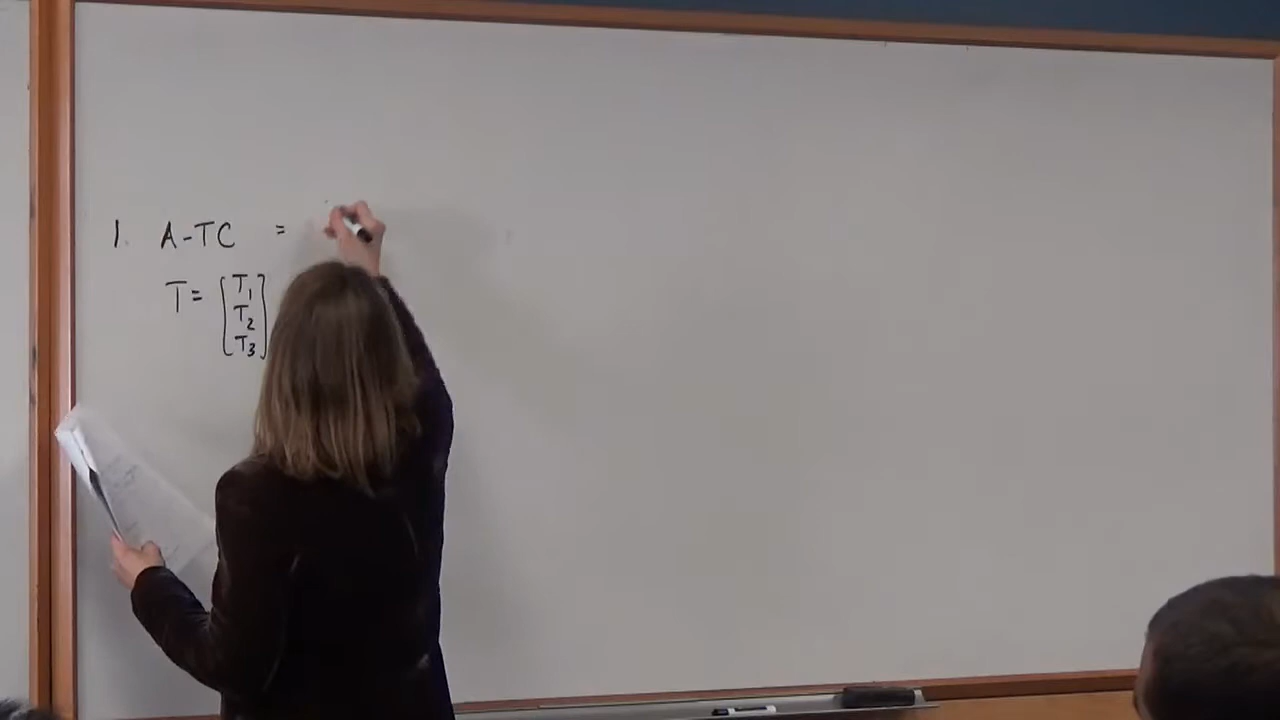 1. A-TC =
T = [T₁
T₂
T₃]